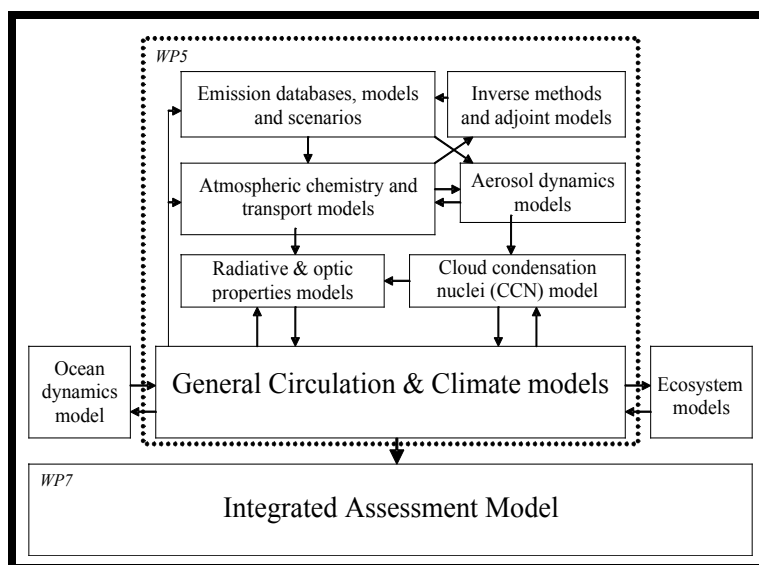 WP5
Emission databases, models
and scenarios
Inverse methods
and adjoint models
Atmospheric chemistry and
transport models
Aerosol dynamics
models
Radiative & optic
properties models
Cloud condensation
nuclei (CCN) model
Ocean
dynamics
model
General Circulation & Climate models
Ecosystem
models
WP7
Integrated Assessment Model